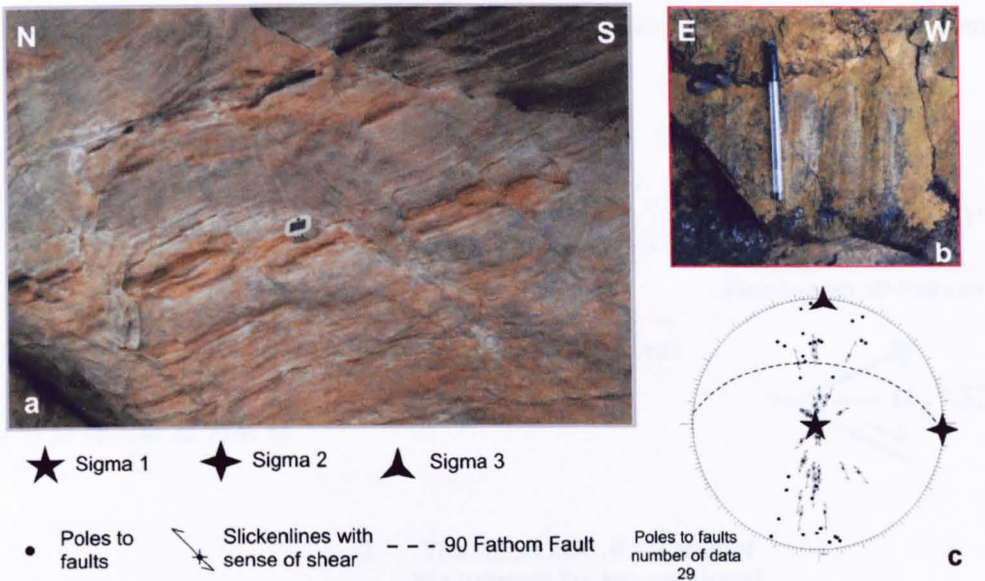 N
S
a
E
W
b
Sigma 1
Sigma 2
Sigma 3
Poles to
faults
Slickenlines with
sense of shear
90 Fathom Fault
Poles to faults
number of data
29
c